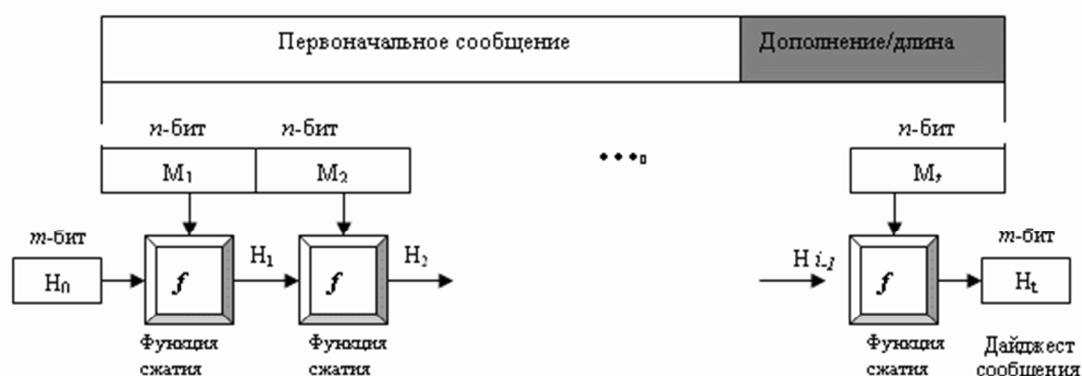 Первоначальное сообщение Дополнение/длина
n-бит n-бит n-бит
M₁ M₂ Mₜ
m-бит m-бит
H₀ f H₁ f H₂ H i-1 f Hₜ
Функция Функция Функция Дайджест
сжатия сжатия сжатия сообщения